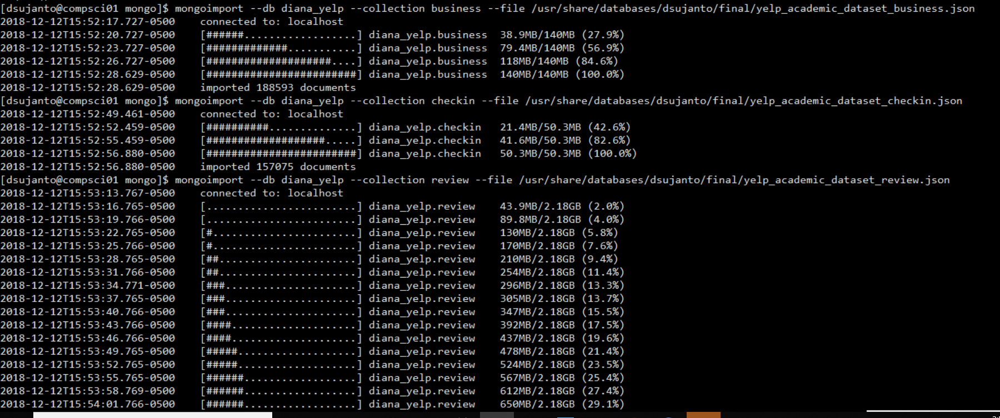 [dsujanto@compsci01 mongo]$ mongoimport --db diana_yelp --collection business --file /usr/share/databases/dsujanto/final/yelp_academic_dataset_business.json
2018-12-12T15:52:17.727-0500    connected to: localhost
2018-12-12T15:52:20.727-0500    [######..................] diana_yelp.business  38.9MB/140MB (27.9%)
2018-12-12T15:52:23.727-0500    [#############...........] diana_yelp.business  79.4MB/140MB (56.9%)
2018-12-12T15:52:26.727-0500    [####################....] diana_yelp.business  118MB/140MB (84.6%)
2018-12-12T15:52:28.629-0500    [########################] diana_yelp.business  140MB/140MB (100.0%)
2018-12-12T15:52:28.629-0500    imported 188593 documents
[dsujanto@compsci01 mongo]$ mongoimport --db diana_yelp --collection checkin --file /usr/share/databases/dsujanto/final/yelp_academic_dataset_checkin.json
2018-12-12T15:52:49.461-0500    connected to: localhost
2018-12-12T15:52:52.459-0500    [##########..............] diana_yelp.checkin   21.4MB/50.3MB (42.6%)
2018-12-12T15:52:55.459-0500    [###################.....] diana_yelp.checkin   41.6MB/50.3MB (82.6%)
2018-12-12T15:52:56.880-0500    [########################] diana_yelp.checkin   50.3MB/50.3MB (100.0%)
2018-12-12T15:52:56.880-0500    imported 157075 documents
[dsujanto@compsci01 mongo]$ mongoimport --db diana_yelp --collection review --file /usr/share/databases/dsujanto/final/yelp_academic_dataset_review.json
2018-12-12T15:53:13.767-0500    connected to: localhost
2018-12-12T15:53:16.765-0500    [........................] diana_yelp.review    43.9MB/2.18GB (2.0%)
2018-12-12T15:53:19.766-0500    [........................] diana_yelp.review    89.8MB/2.18GB (4.0%)
2018-12-12T15:53:22.765-0500    [#.......................] diana_yelp.review    130MB/2.18GB (5.8%)
2018-12-12T15:53:25.766-0500    [#.......................] diana_yelp.review    170MB/2.18GB (7.6%)
2018-12-12T15:53:28.765-0500    [##......................] diana_yelp.review    210MB/2.18GB (9.4%)
2018-12-12T15:53:31.766-0500    [##......................] diana_yelp.review    254MB/2.18GB (11.4%)
2018-12-12T15:53:34.771-0500    [###.....................] diana_yelp.review    296MB/2.18GB (13.3%)
2018-12-12T15:53:37.765-0500    [###.....................] diana_yelp.review    305MB/2.18GB (13.7%)
2018-12-12T15:53:40.766-0500    [###.....................] diana_yelp.review    347MB/2.18GB (15.5%)
2018-12-12T15:53:43.766-0500    [####....................] diana_yelp.review    392MB/2.18GB (17.5%)
2018-12-12T15:53:46.766-0500    [####....................] diana_yelp.review    437MB/2.18GB (19.6%)
2018-12-12T15:53:49.765-0500    [#####...................] diana_yelp.review    478MB/2.18GB (21.4%)
2018-12-12T15:53:52.765-0500    [#####...................] diana_yelp.review    524MB/2.18GB (23.5%)
2018-12-12T15:53:55.765-0500    [######..................] diana_yelp.review    567MB/2.18GB (25.4%)
2018-12-12T15:53:58.769-0500    [######..................] diana_yelp.review    612MB/2.18GB (27.4%)
2018-12-12T15:54:01.766-0500    [######..................] diana_yelp.review    650MB/2.18GB (29.1%)